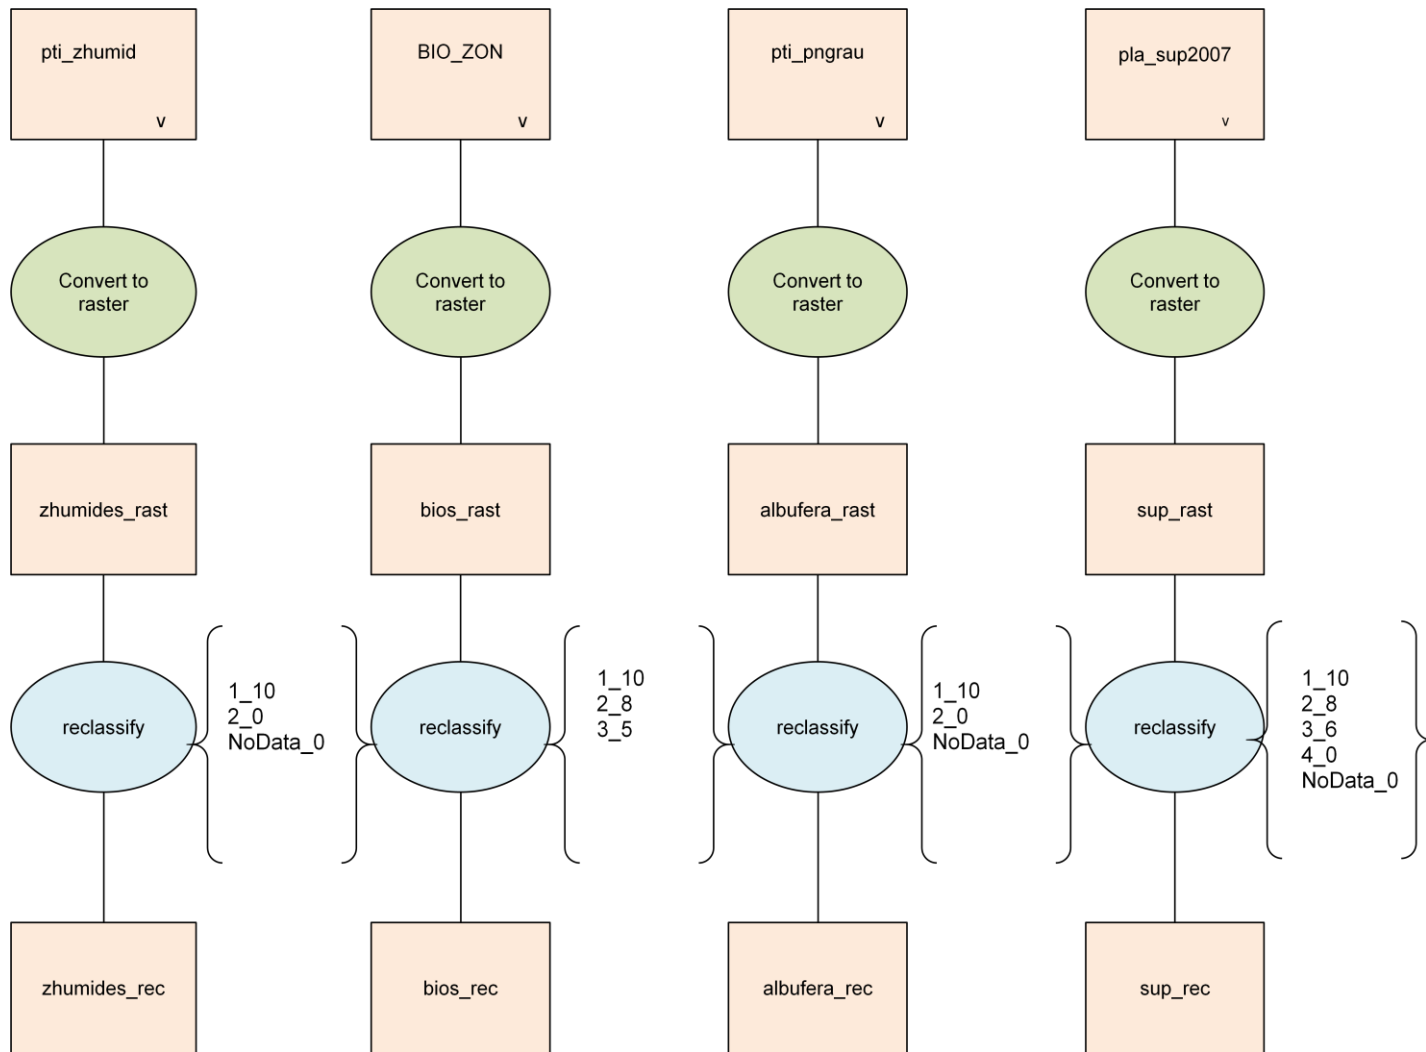 pti_zhumid
v
BIO_ZON
v
pti_pngrau
v
pla_sup2007
v
Convert to
raster
Convert to
raster
Convert to
raster
Convert to
raster
zhumides_rast
bios_rast
albufera_rast
sup_rast
reclassify
1_10
2_0
NoData_0
reclassify
1_10
2_8
3_5
reclassify
1_10
2_0
NoData_0
reclassify
1_10
2_8
3_6
4_0
NoData_0
zhumides_rec
bios_rec
albufera_rec
sup_rec